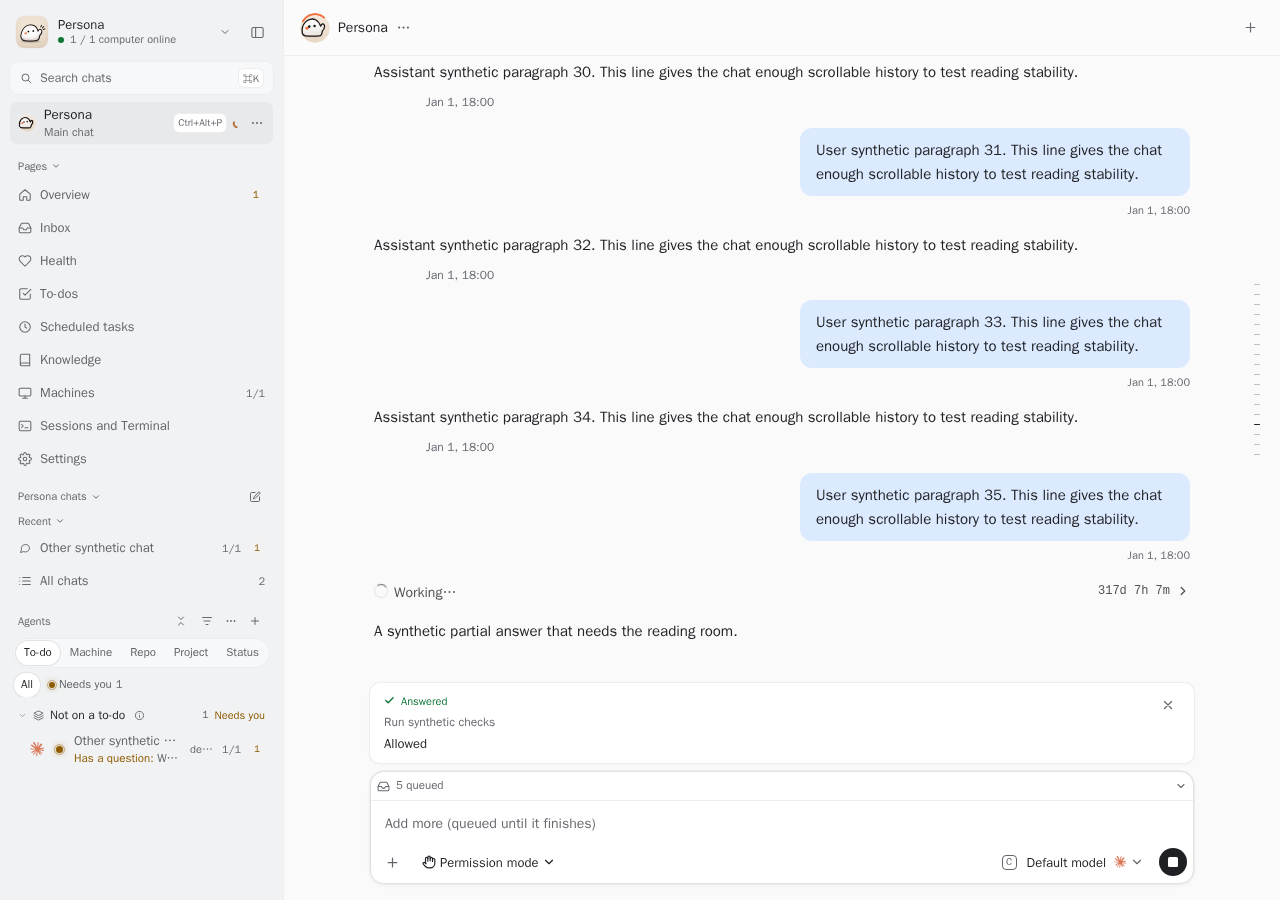 Persona
1 / 1 computer online
Search chats
⌘K
Persona
Main chat
Ctrl+Alt+P
Pages
Overview
1
Inbox
Health
To-dos
Scheduled tasks
Knowledge
Machines
1/1
Sessions and Terminal
Settings
Persona chats
Recent
Other synthetic chat
1/1
1
All chats
2
Agents
To-do
Machine
Repo
Project
Status
All
Needs you 1
Not on a to-do
1 Needs you
Other synthetic ···
de···
1/1
1
Has a question: W···
Persona
Assistant synthetic paragraph 30. This line gives the chat enough scrollable history to test reading stability.
Jan 1, 18:00
User synthetic paragraph 31. This line gives the chat
enough scrollable history to test reading stability.
Jan 1, 18:00
Assistant synthetic paragraph 32. This line gives the chat enough scrollable history to test reading stability.
Jan 1, 18:00
User synthetic paragraph 33. This line gives the chat
enough scrollable history to test reading stability.
Jan 1, 18:00
Assistant synthetic paragraph 34. This line gives the chat enough scrollable history to test reading stability.
Jan 1, 18:00
User synthetic paragraph 35. This line gives the chat
enough scrollable history to test reading stability.
Jan 1, 18:00
Working···
317d 7h 7m
A synthetic partial answer that needs the reading room.
Answered
Run synthetic checks
Allowed
5 queued
Add more (queued until it finishes)
Permission mode
C
Default model